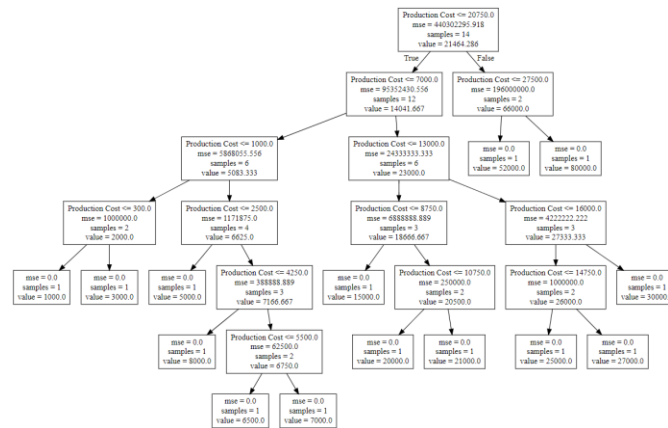 Production Cost <= 20750.0
mse = 440302295.918
samples = 14
value = 21464.286
True
False
Production Cost <= 7000.0
mse = 95352430.556
samples = 12
value = 14041.667
Production Cost <= 27500.0
mse = 196000000.0
samples = 2
value = 66000.0
Production Cost <= 1000.0
mse = 5868055.556
samples = 6
value = 5083.333
Production Cost <= 13000.0
mse = 24333333.333
samples = 6
value = 23000.0
mse = 0.0
samples = 1
value = 52000.0
mse = 0.0
samples = 1
value = 80000.0
Production Cost <= 300.0
mse = 1000000.0
samples = 2
value = 2000.0
Production Cost <= 2500.0
mse = 1171875.0
samples = 4
value = 6625.0
Production Cost <= 8750.0
mse = 6888888.889
samples = 3
value = 18666.667
Production Cost <= 16000.0
mse = 4222222.222
samples = 3
value = 27333.333
mse = 0.0
samples = 1
value = 1000.0
mse = 0.0
samples = 1
value = 3000.0
mse = 0.0
samples = 1
value = 5000.0
Production Cost <= 4250.0
mse = 388888.889
samples = 3
value = 7166.667
mse = 0.0
samples = 1
value = 15000.0
Production Cost <= 10750.0
mse = 250000.0
samples = 2
value = 20500.0
Production Cost <= 14750.0
mse = 1000000.0
samples = 2
value = 26000.0
mse = 0.0
samples = 1
value = 30000.0
mse = 0.0
samples = 1
value = 8000.0
Production Cost <= 5500.0
mse = 62500.0
samples = 2
value = 6750.0
mse = 0.0
samples = 1
value = 20000.0
mse = 0.0
samples = 1
value = 21000.0
mse = 0.0
samples = 1
value = 25000.0
mse = 0.0
samples = 1
value = 27000.0
mse = 0.0
samples = 1
value = 6500.0
mse = 0.0
samples = 1
value = 7000.0